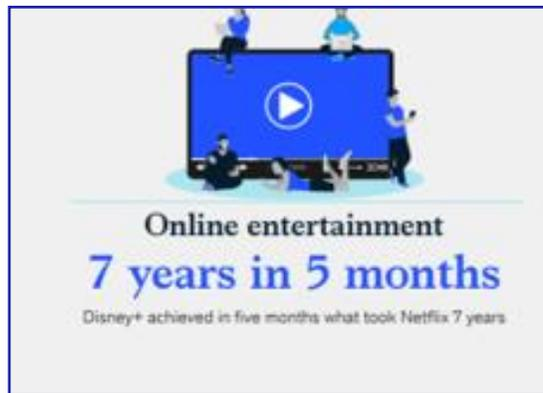 Online entertainment
7 years in 5 months
Disney+ achieved in five months what took Netflix 7 years